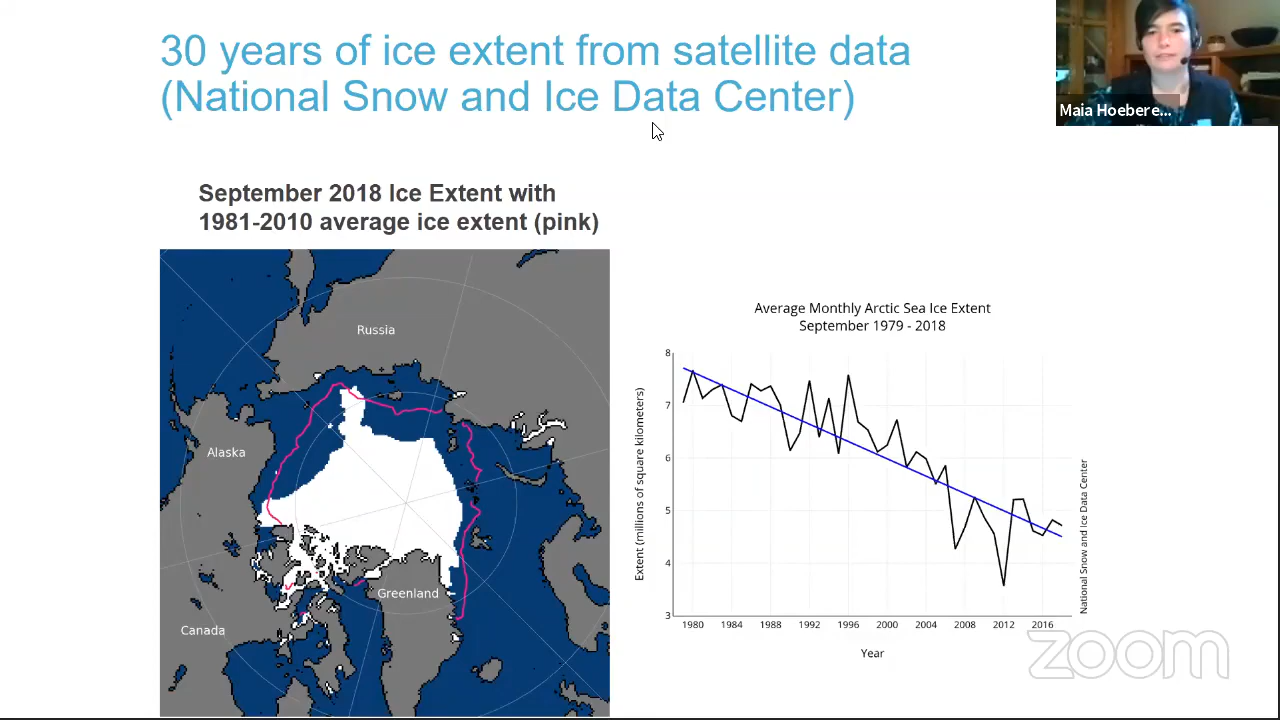 30 years of ice extent from satellite data
(National Snow and Ice Data Center)
Maia Hoebere...
September 2018 Ice Extent with
1981-2010 average ice extent (pink)
Russia
Alaska
Greenland
Canada
Average Monthly Arctic Sea Ice Extent
September 1979 - 2018
Extent (millions of square kilometers)
8
7
6
5
4
3
1980 1984 1988 1992 1996 2000 2004 2008 2012 2016
Year
National Snow and Ice Data Center
zoom